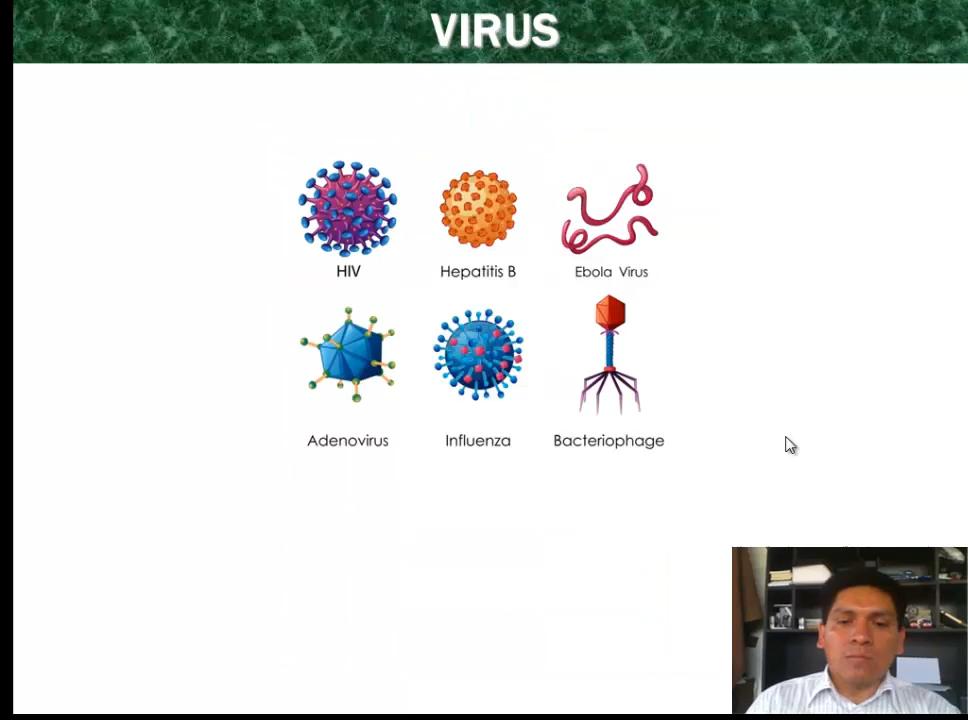 VIRUS
HIV
Hepatitis B
Ebola Virus
Adenovirus
Influenza
Bacteriophage